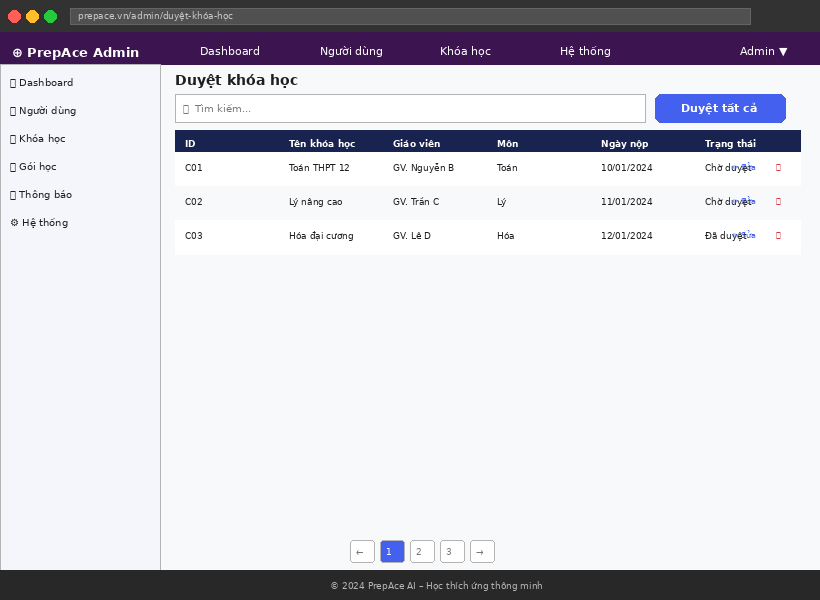 prepace.vn/admin/duyệt-khóa-học
⊕ PrepAce Admin Dashboard Người dùng Khóa học Hệ thống Admin ▼
Dashboard
Người dùng
Khóa học
Gói học
Thông báo
⚙ Hệ thống
Duyệt khóa học
Tìm kiếm... Duyệt tất cả
ID Tên khóa học Giáo viên Môn Ngày nộp Trạng thái
C01 Toán THPT 12 GV. Nguyễn B Toán 10/01/2024 Chờ duyệt
C02 Lý nâng cao GV. Trần C Lý 11/01/2024 Chờ duyệt
C03 Hóa đại cương GV. Lê D Hóa 12/01/2024 Đã duyệt
← 1 2 3 →
© 2024 PrepAce AI – Học thích ứng thông minh